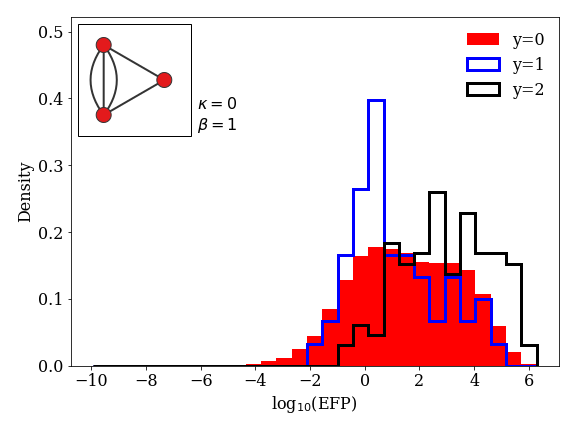 κ = 0
β = 1
y=0
y=1
y=2
Density
0.5
0.4
0.3
0.2
0.1
0.0
−10 −8 −6 −4 −2 0 2 4 6
log₁₀(EFP)